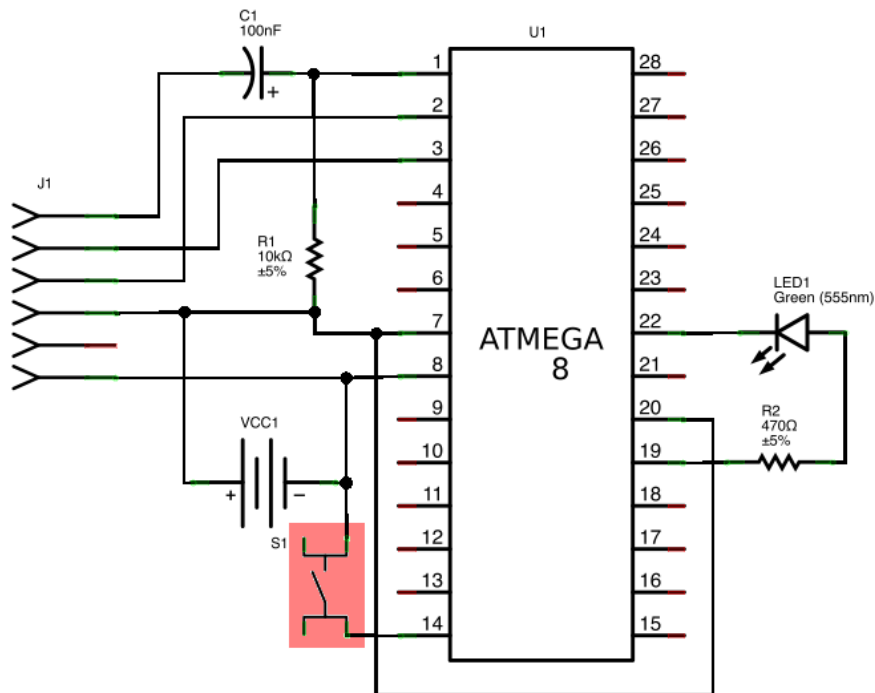 C1
100nF
+
J1
R1
10kΩ
±5%
VCC1
+
−
S1
U1
1
2
3
4
5
6
7
8
9
10
11
12
13
14
ATMEGA
8
28
27
26
25
24
23
22
21
20
19
18
17
16
15
LED1
Green (555nm)
R2
470Ω
±5%